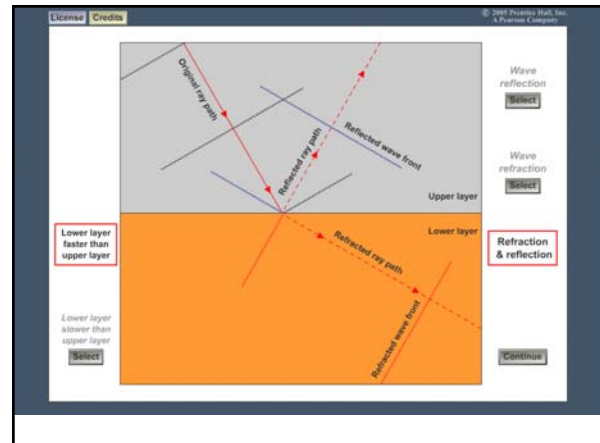 License Credits
© 2005 Prentice Hall, Inc.
A Pearson Company
Original ray path
Reflected ray path
Reflected wave front
Wave
reflection
Select
Wave
refraction
Select
Upper layer
Lower layer
Lower layer
faster than
upper layer
Refracted ray path
Refraction
& reflection
Refracted wave front
Lower layer
slower than
upper layer
Select
Continue